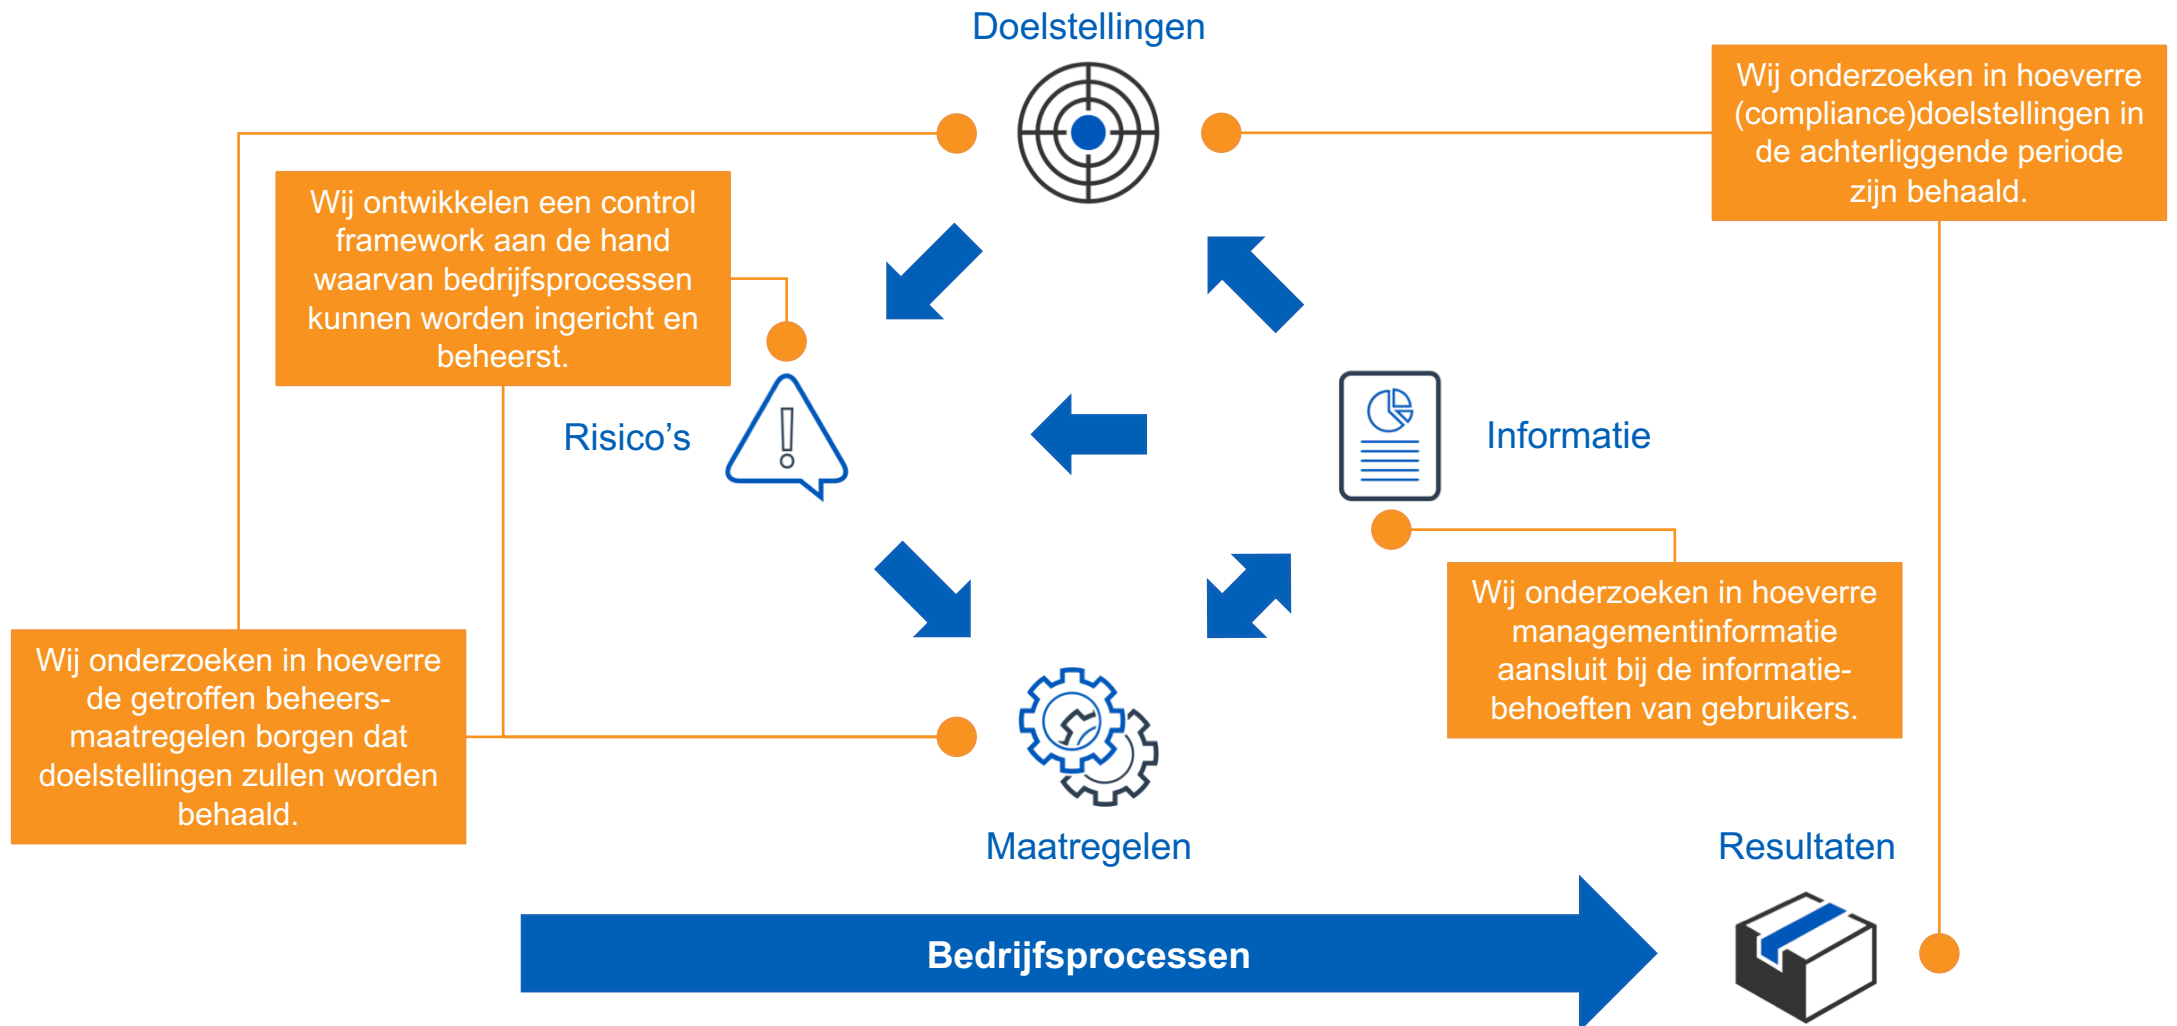 Doelstellingen
Wij onderzoeken in hoeverre
(compliance)doelstellingen in
de achterliggende periode
zijn behaald.
Wij ontwikkelen een control
framework aan de hand
waarvan bedrijfsprocessen
kunnen worden ingericht en
beheerst.
Risico’s
Informatie
Wij onderzoeken in hoeverre
managementinformatie
aansluit bij de informatie-
behoeften van gebruikers.
Wij onderzoeken in hoeverre
de getroffen beheers-
maatregelen borgen dat
doelstellingen zullen worden
behaald.
Maatregelen
Resultaten
Bedrijfsprocessen